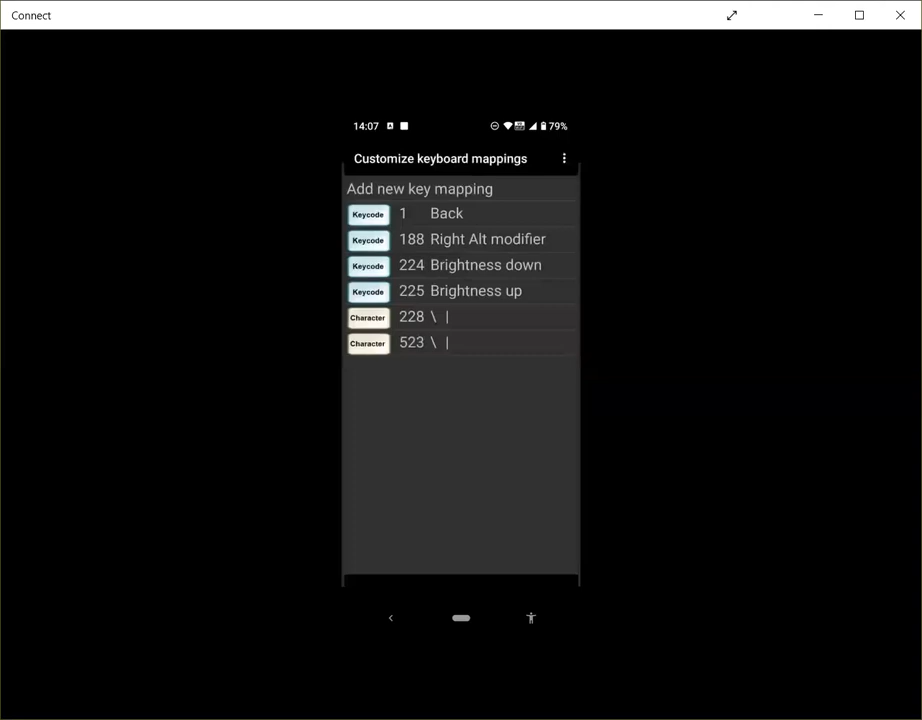 Connect
14:07 79%
Customize keyboard mappings
Add new key mapping
Keycode 1 Back
Keycode 188 Right Alt modifier
Keycode 224 Brightness down
Keycode 225 Brightness up
Character 228 \ |
Character 523 \ |